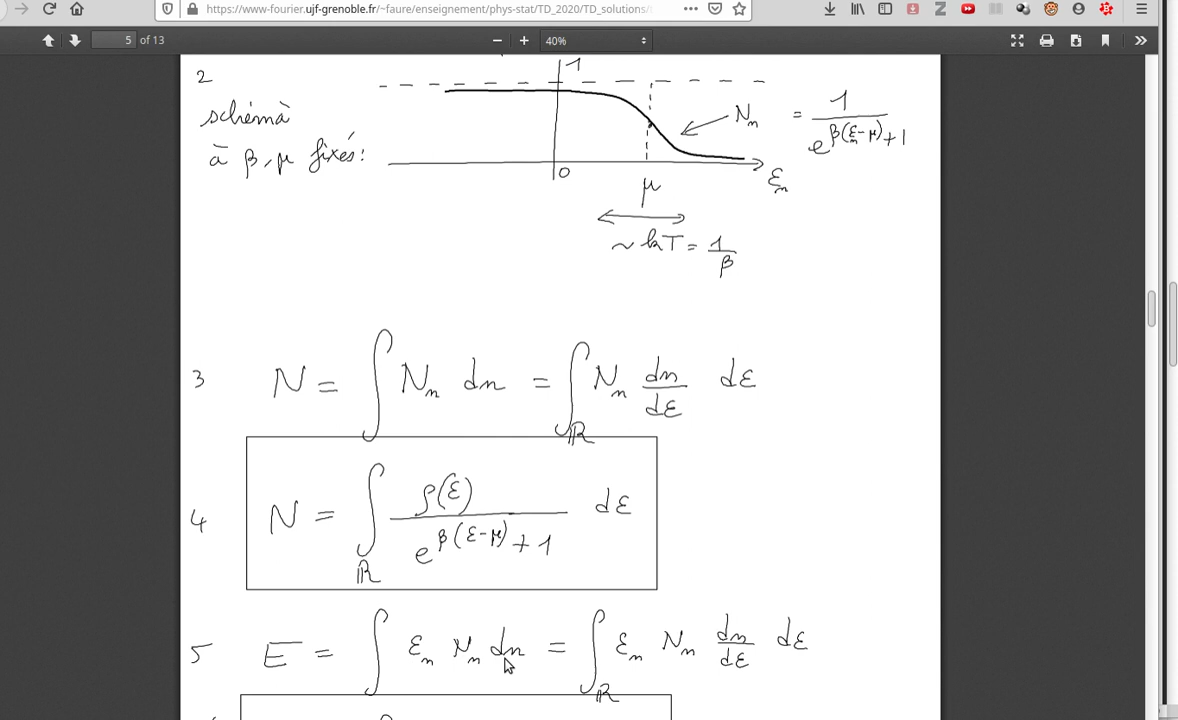 https://www-fourier.ujf-grenoble.fr/~faure/enseignement/phys-stat/TD_2020/TD_solutions/
5 of 13
40%
2
1
schémà
à β, μ fixés:
N_n = 1/(e^{β(ε_n-μ)}+1)
0
μ
ε_n
~ kT = 1/β
3 N = ∫ N_n dn = ∫_ℝ N_n dn/dε dε
4 N = ∫_ℝ ρ(ε)/(e^{β(ε-μ)}+1) dε
5 E = ∫ ε_n N_n dn = ∫_ℝ ε_n N_n dn/dε dε